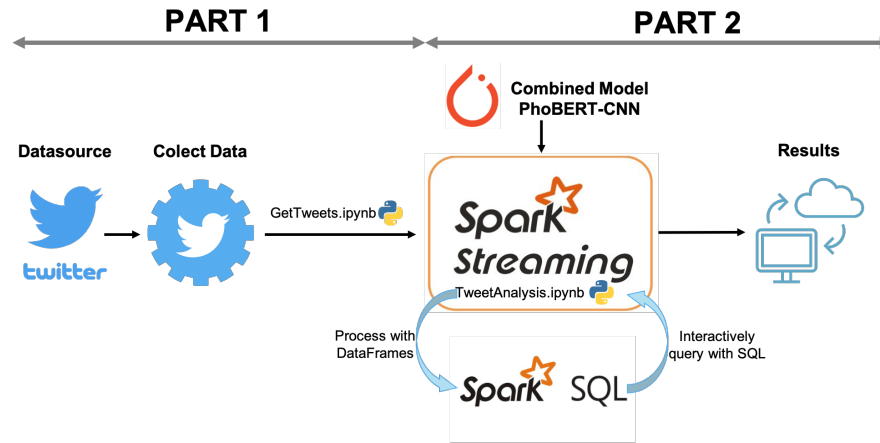 PART 1
PART 2
Combined Model
PhoBERT-CNN
Datasource
Colect Data
Results
GetTweets.ipynb
twitter
Spark
Streaming
TweetAnalysis.ipynb
Process with
DataFrames
Interactively
query with SQL
Spark SQL